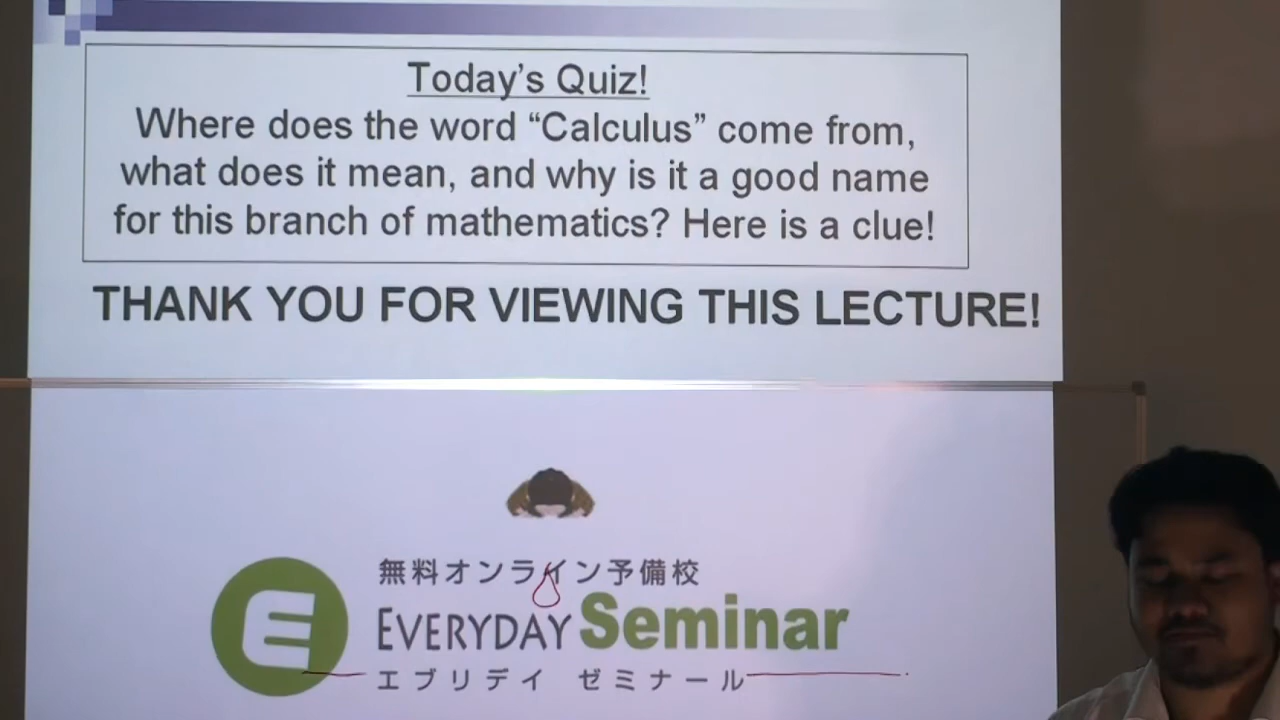 Today's Quiz!
Where does the word “Calculus” come from,
what does it mean, and why is it a good name
for this branch of mathematics? Here is a clue!
THANK YOU FOR VIEWING THIS LECTURE!
無料オンライン予備校
EVERYDAY Seminar
エブリデイ ゼミナール